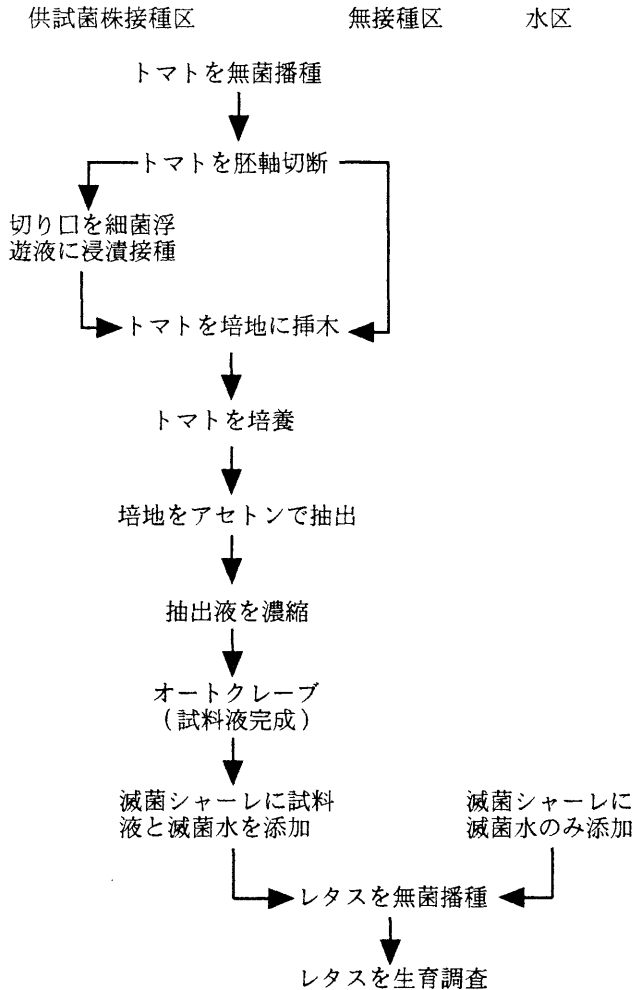 供試菌株接種区
無接種区
水区
トマトを無菌播種
トマトを胚軸切断
切り口を細菌浮
遊液に浸漬接種
トマトを培地に挿木
トマトを培養
培地をアセトンで抽出
抽出液を濃縮
オートクレーブ
(試料液完成)
滅菌シャーレに試料
液と滅菌水を添加
滅菌シャーレに
滅菌水のみ添加
レタスを無菌播種
レタスを生育調査